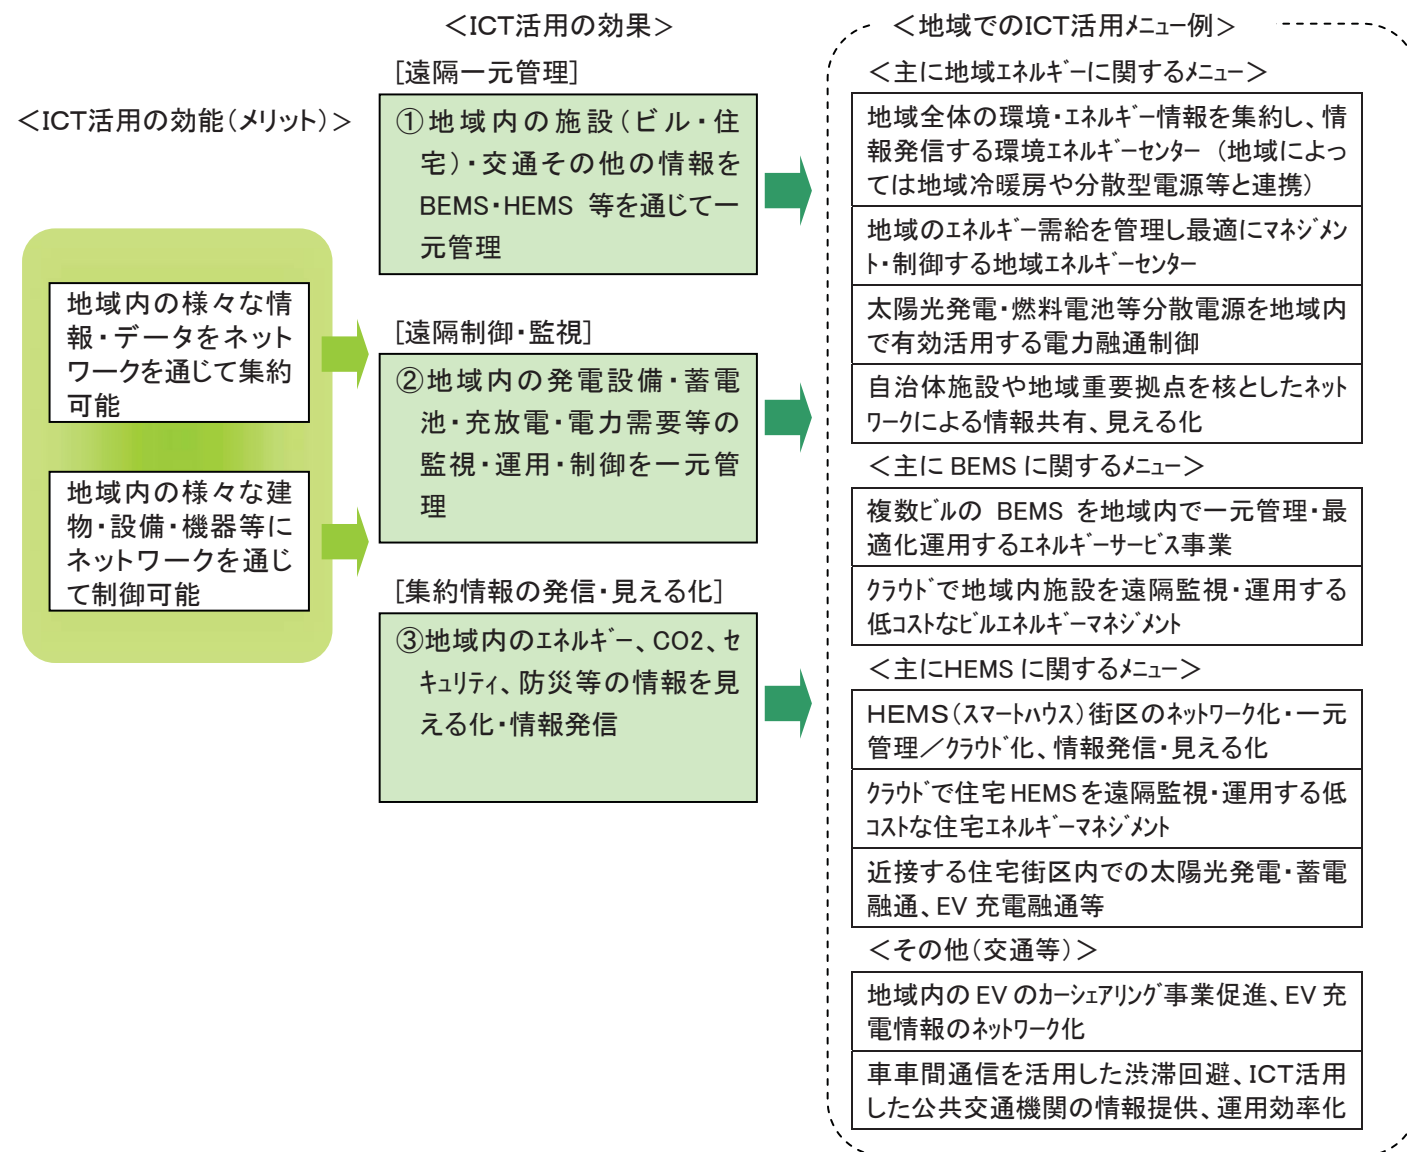 ＜ICT活用の効能（メリット）＞
地域内の様々な情
報・データをネット
ワークを通じて集約
可能
地域内の様々な建
物・設備・機器等に
ネットワークを通じ
て制御可能
＜ICT活用の効果＞
[遠隔一元管理]
①地域内の施設（ビル・住
宅）・交通その他の情報を
BEMS・HEMS 等を通じて一
元管理
[遠隔制御・監視]
②地域内の発電設備・蓄電
池・充放電・電力需要等の
監視・運用・制御を一元管
理
[集約情報の発信・見える化]
③地域内のｴﾈﾙｷﾞｰ、CO2、ｾ
ｷｭﾘﾃｨ、防災等の情報を見
える化・情報発信
＜地域でのICT活用ﾒﾆｭｰ例＞
＜主に地域ｴﾈﾙｷﾞｰに関するﾒﾆｭｰ＞
地域全体の環境・ｴﾈﾙｷﾞｰ情報を集約し、情
報発信する環境ｴﾈﾙｷﾞｰｾﾝﾀｰ（地域によっ
ては地域冷暖房や分散型電源等と連携）
地域のｴﾈﾙｷﾞｰ需給を管理し最適にﾏﾈｼﾞﾒﾝ
ﾄ・制御する地域ｴﾈﾙｷﾞｰｾﾝﾀｰ
太陽光発電・燃料電池等分散電源を地域内
で有効活用する電力融通制御
自治体施設や地域重要拠点を核としたﾈｯﾄ
ﾜｰｸによる情報共有、見える化
＜主に BEMS に関するﾒﾆｭｰ＞
複数ﾋﾞﾙの BEMS を地域内で一元管理・最
適化運用するｴﾈﾙｷﾞｰｻｰﾋﾞｽ事業
ｸﾗｳﾄﾞで地域内施設を遠隔監視・運用する
低ｺｽﾄなﾋﾞﾙｴﾈﾙｷﾞｰﾏﾈｼﾞﾒﾝﾄ
＜主にHEMS に関するﾒﾆｭｰ＞
HEMS（ｽﾏｰﾄﾊｳｽ）街区のﾈｯﾄﾜｰｸ化・一元
管理／ｸﾗｳﾄﾞ化、情報発信・見える化
ｸﾗｳﾄﾞで住宅 HEMSを遠隔監視・運用する低
ｺｽﾄな住宅ｴﾈﾙｷﾞｰﾏﾈｼﾞﾒﾝﾄ
近接する住宅街区内での太陽光発電・蓄電
融通、EV 充電融通等
＜その他（交通等）＞
地域内の EV のｶｰｼｪｱﾘﾝｸﾞ事業促進、EV 充
電情報のﾈｯﾄﾜｰｸ化
車車間通信を活用した渋滞回避、ICT活用
した公共交通機関の情報提供、運用効率化